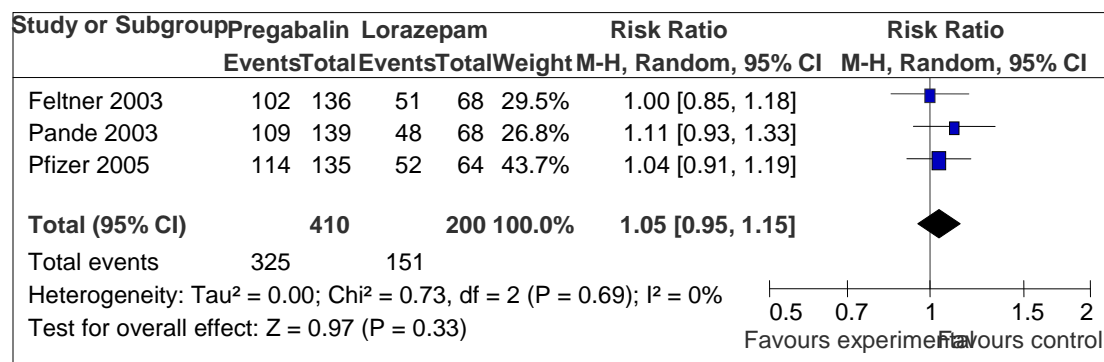 Study or Subgroup Pregabalin Lorazepam Risk Ratio Risk Ratio
Events Total Events Total Weight M-H, Random, 95% CI M-H, Random, 95% CI
Feltner 2003 102 136 51 68 29.5% 1.00 [0.85, 1.18]
Pande 2003 109 139 48 68 26.8% 1.11 [0.93, 1.33]
Pfizer 2005 114 135 52 64 43.7% 1.04 [0.91, 1.19]
Total (95% CI) 410 200 100.0% 1.05 [0.95, 1.15]
Total events 325 151
Heterogeneity: Tau² = 0.00; Chi² = 0.73, df = 2 (P = 0.69); I² = 0%
Test for overall effect: Z = 0.97 (P = 0.33)
0.5 0.7 1 1.5 2
Favours experimental Favours control